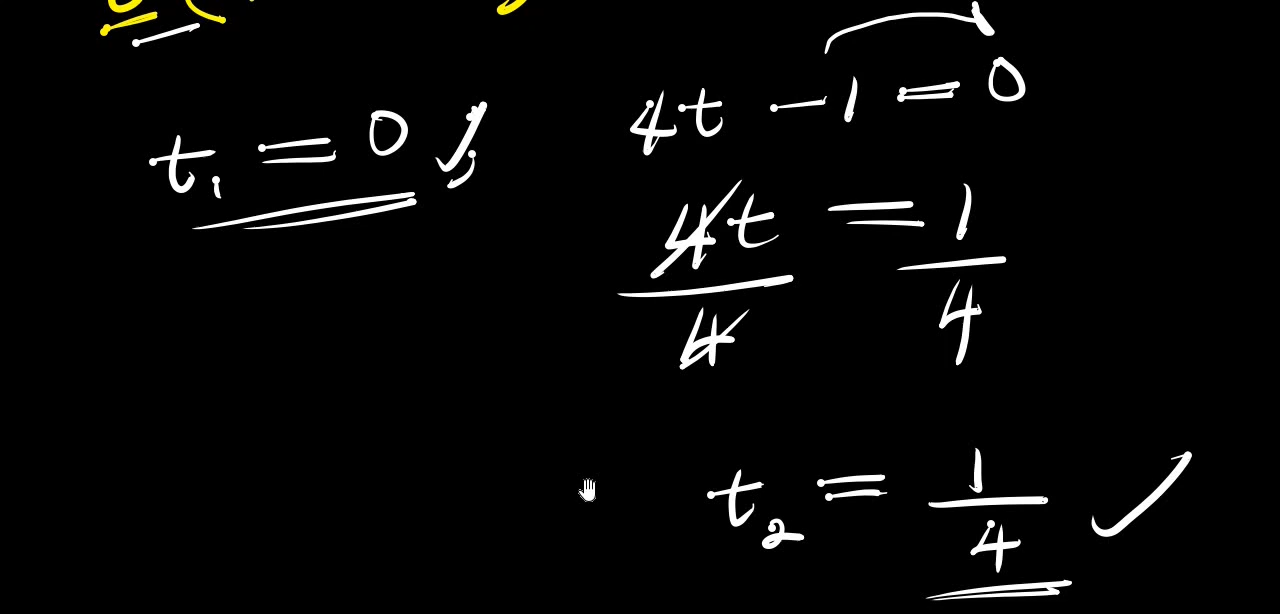 4t - 1 = 0
t₁ = 0 ✓;
4t/4 = 1/4
t₂ = 1/4 ✓